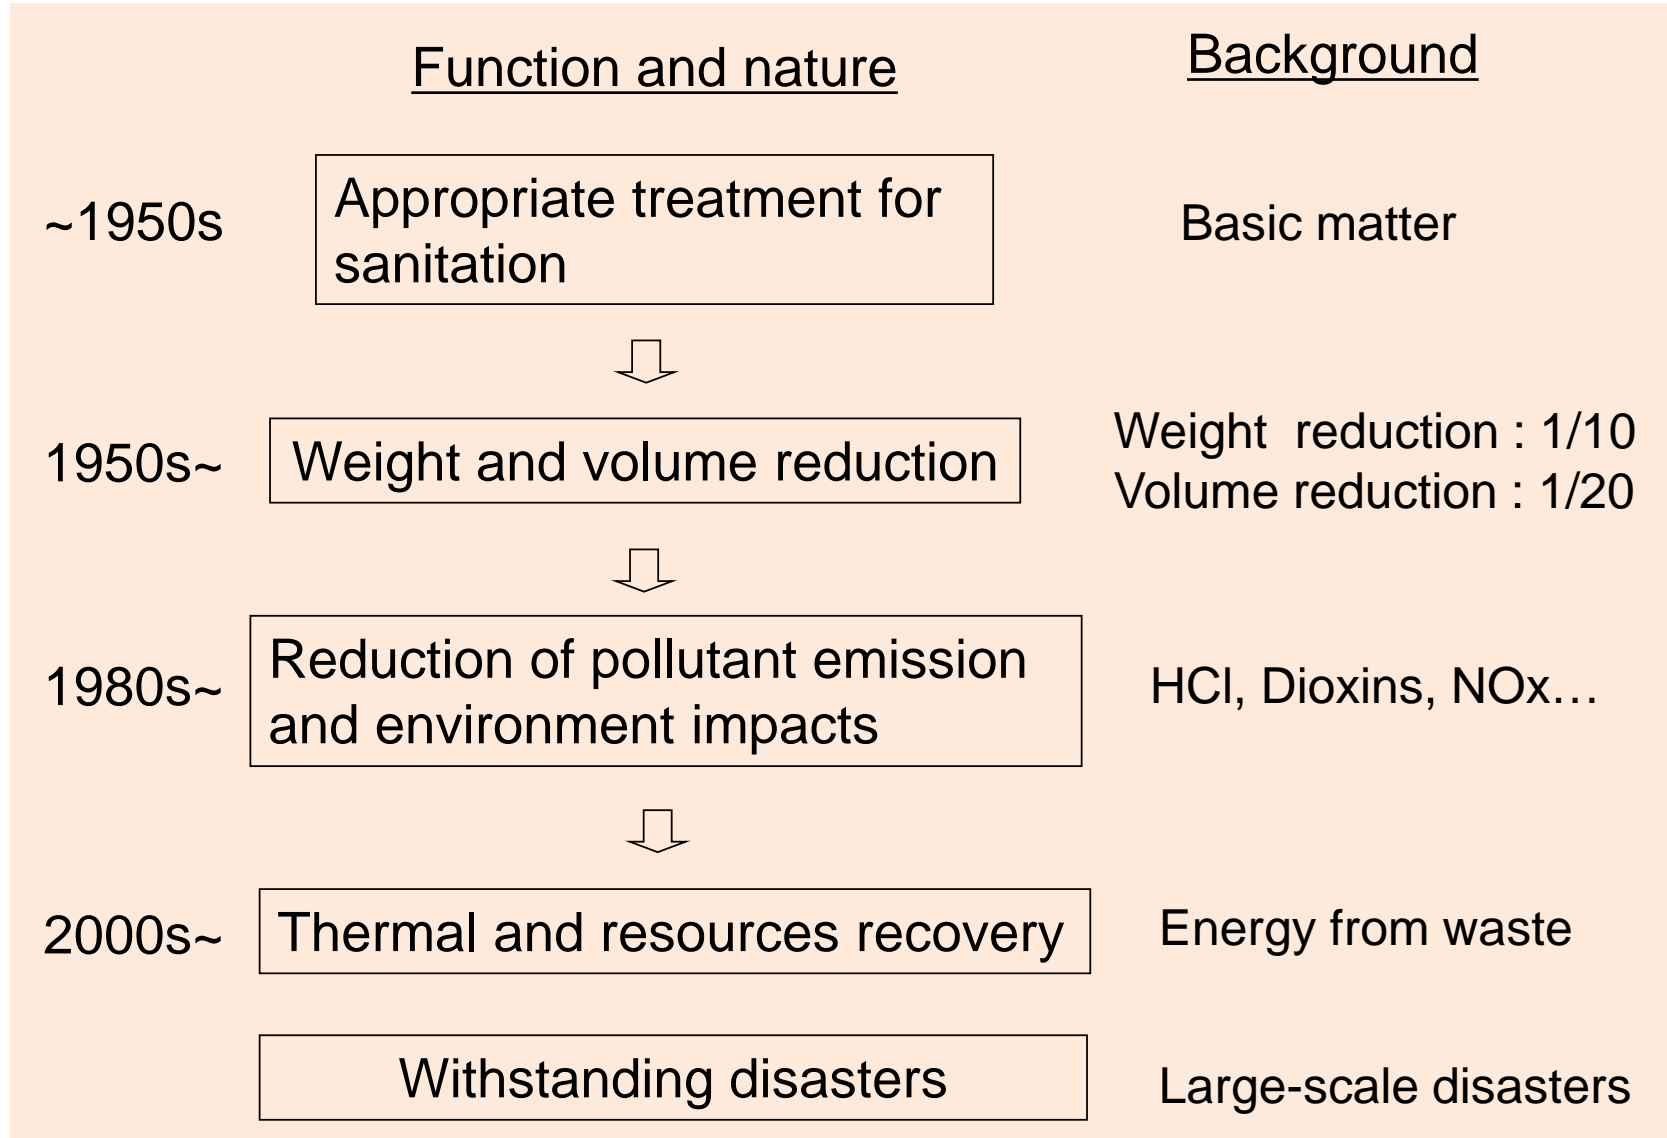 Function and nature
Background
~1950s
Appropriate treatment for
sanitation
Basic matter
1950s~
Weight and volume reduction
Weight reduction : 1/10
Volume reduction : 1/20
1980s~
Reduction of pollutant emission
and environment impacts
HCl, Dioxins, NOx…
2000s~
Thermal and resources recovery
Energy from waste
Withstanding disasters
Large-scale disasters